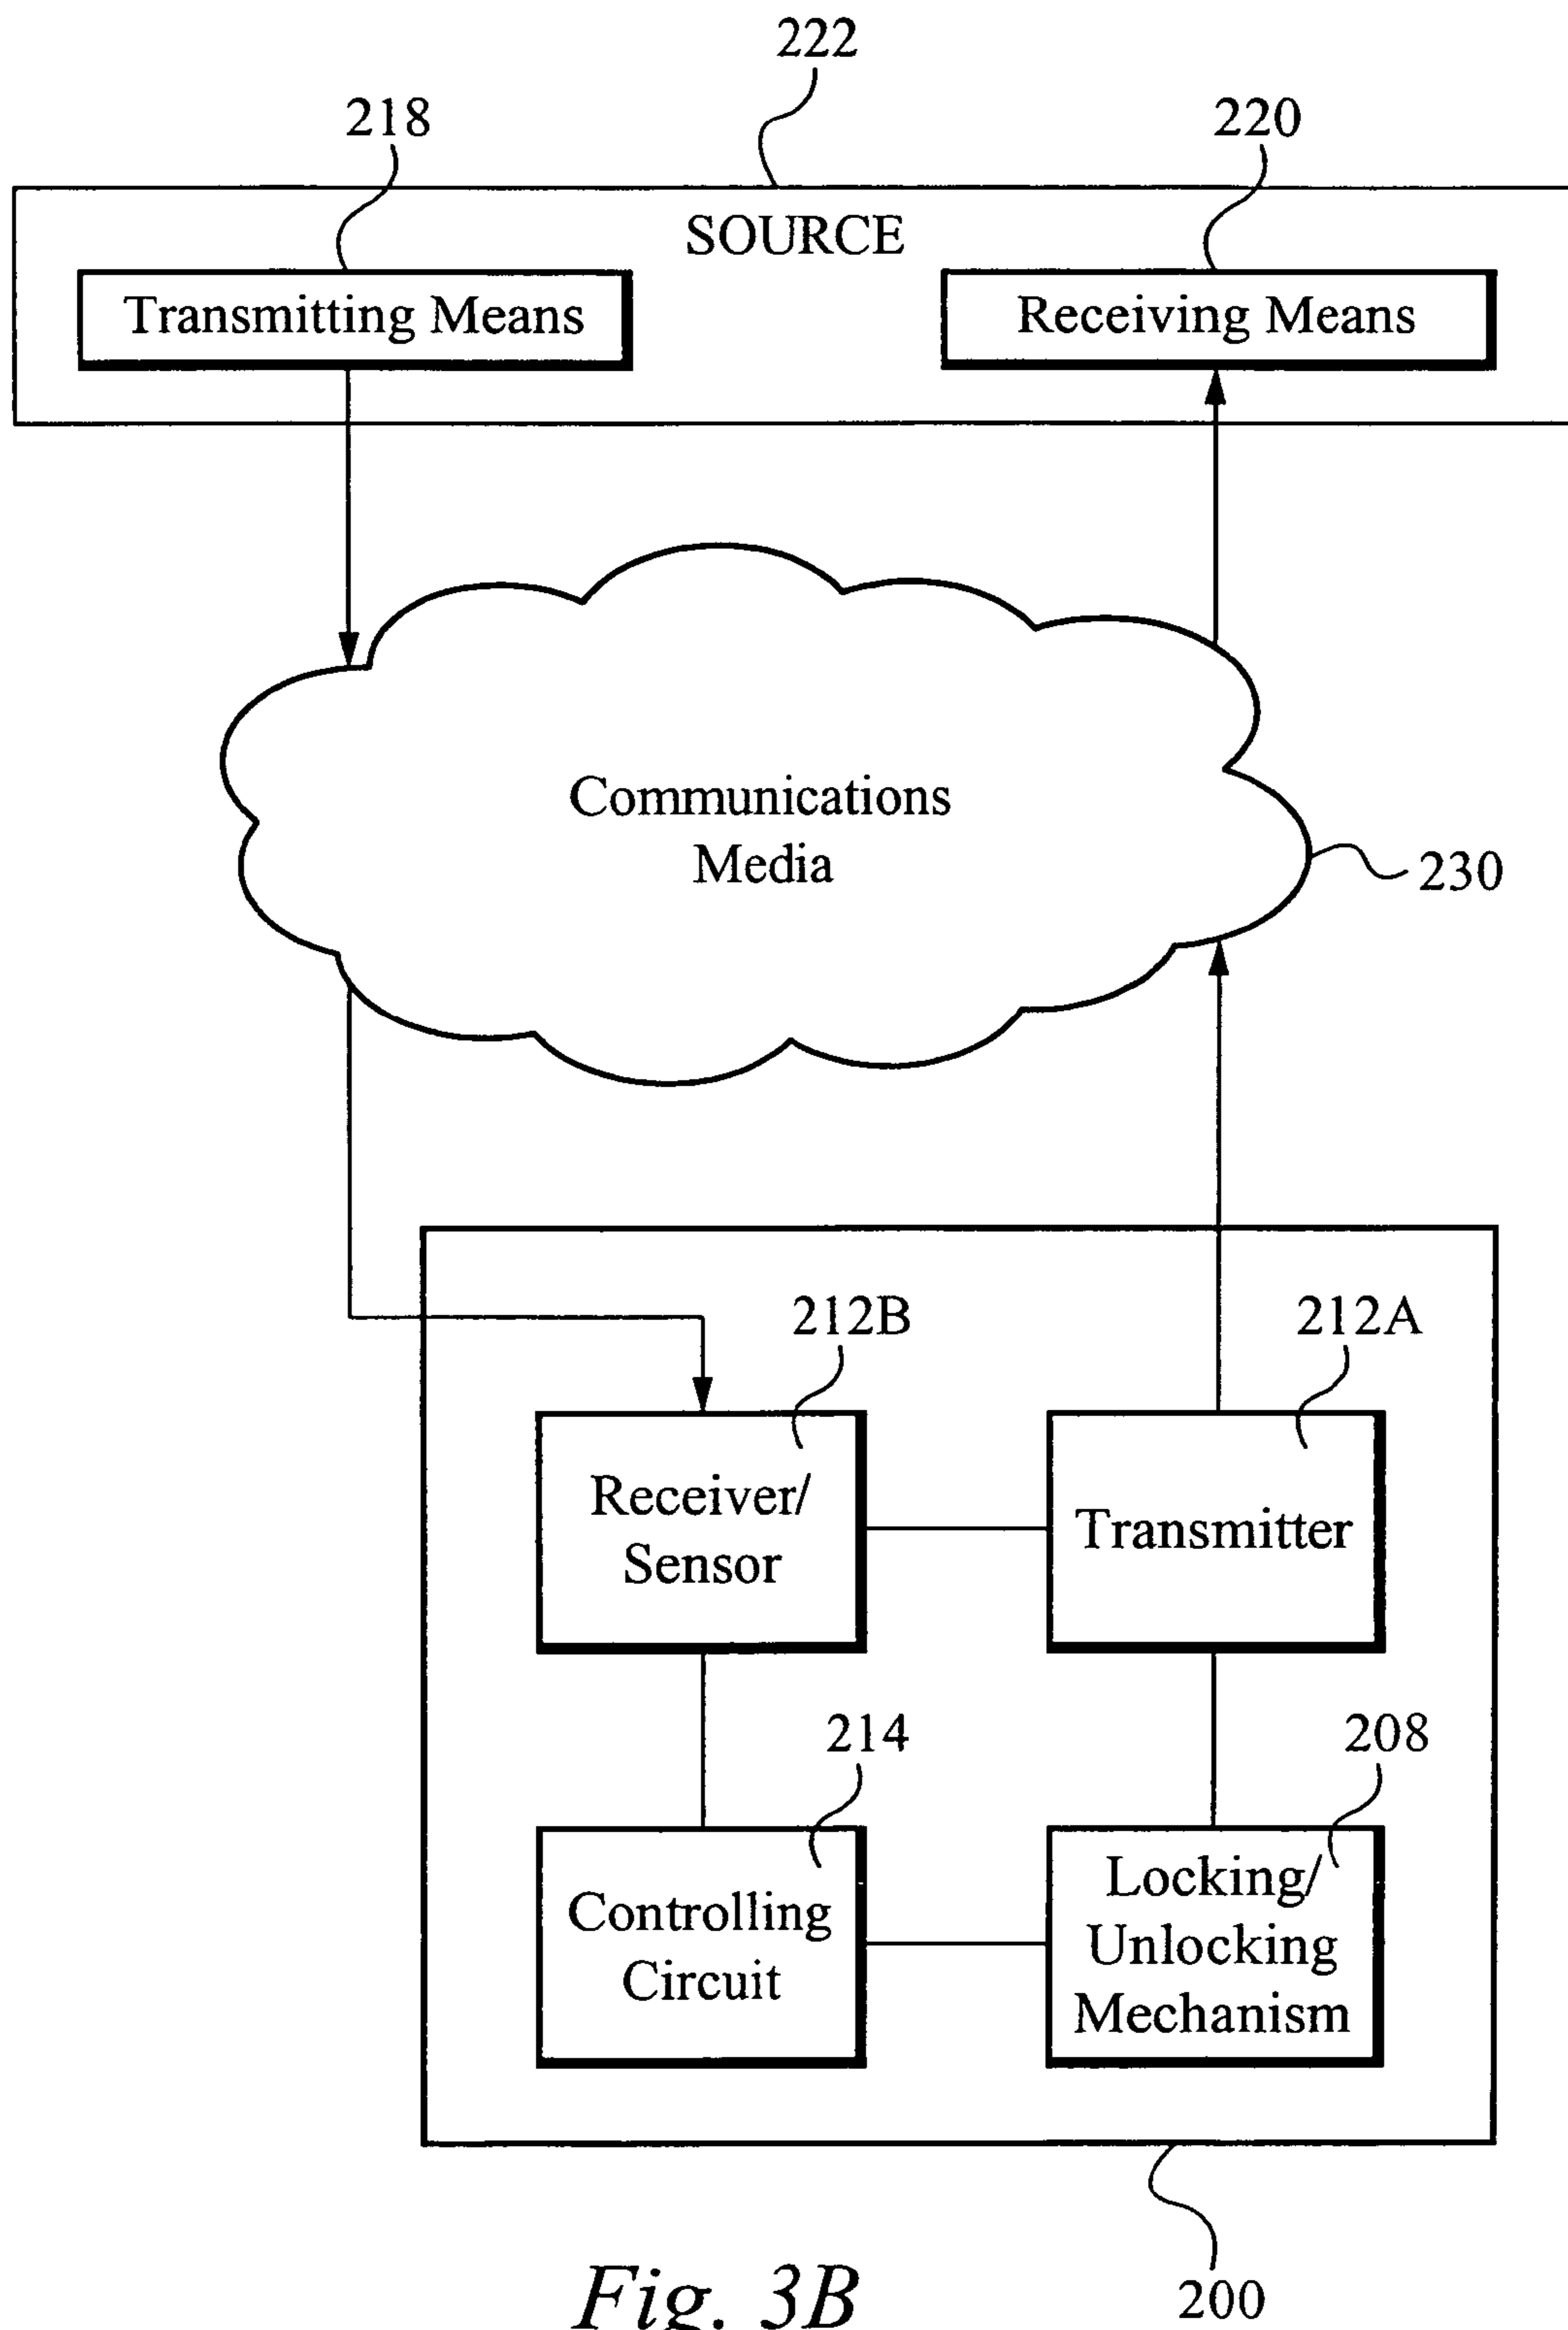 222
218
220
SOURCE
Transmitting Means
Receiving Means
Communications
Media
230
212B
212A
Receiver/
Sensor
Transmitter
214
208
Controlling
Circuit
Locking/
Unlocking
Mechanism
200
Fig. 3B